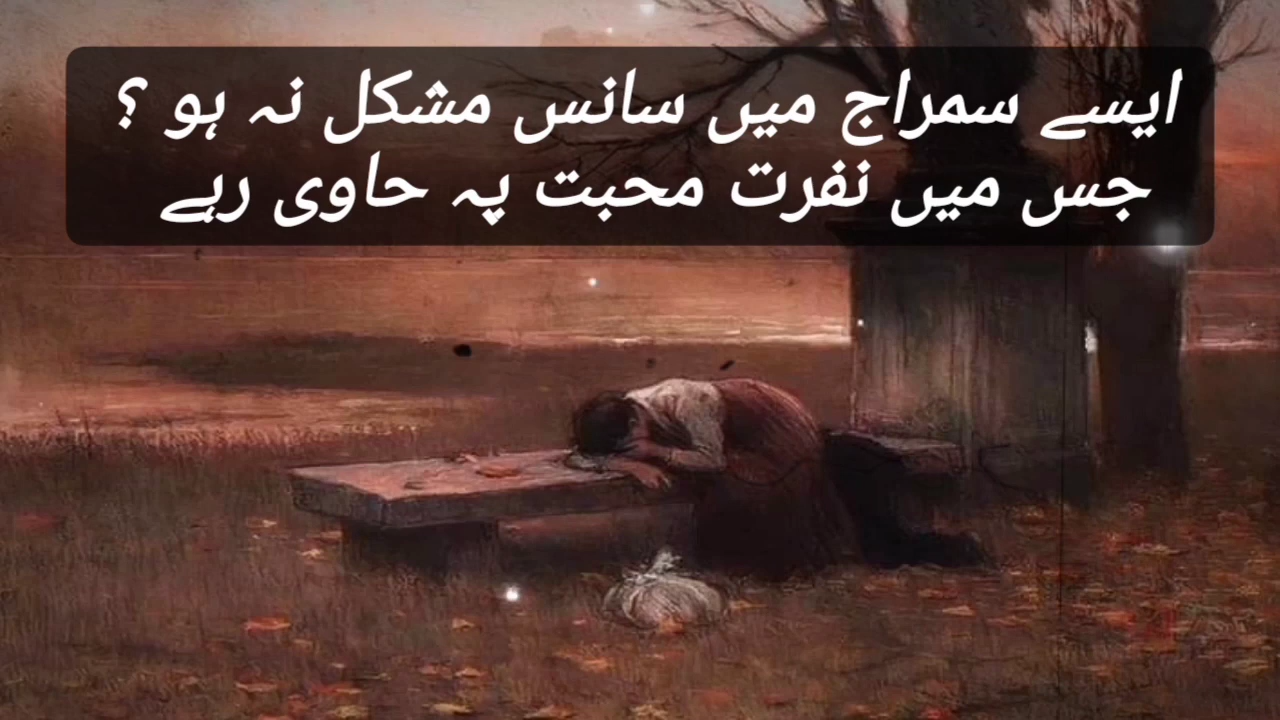 ایسے سمراج میں سانس مشکل نہ ہو ؟
جس میں نفرت محبت پہ حاوی رہے